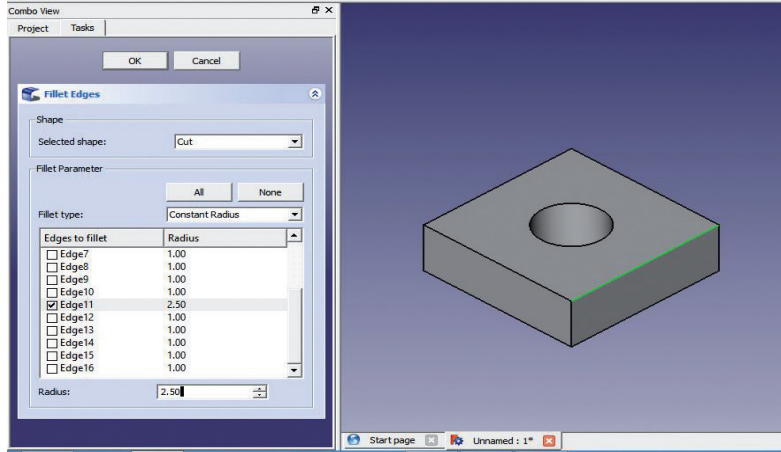 Combo View
Project Tasks
OK Cancel
Fillet Edges
Shape
Selected shape: Cut
Fillet Parameter
All None
Fillet type: Constant Radius
Edges to fillet Radius
Edge7 1.00
Edge8 1.00
Edge9 1.00
Edge10 1.00
Edge11 2.50
Edge12 1.00
Edge13 1.00
Edge14 1.00
Edge15 1.00
Edge16 1.00
Radius: 2.50
Start page Unnamed : 1*